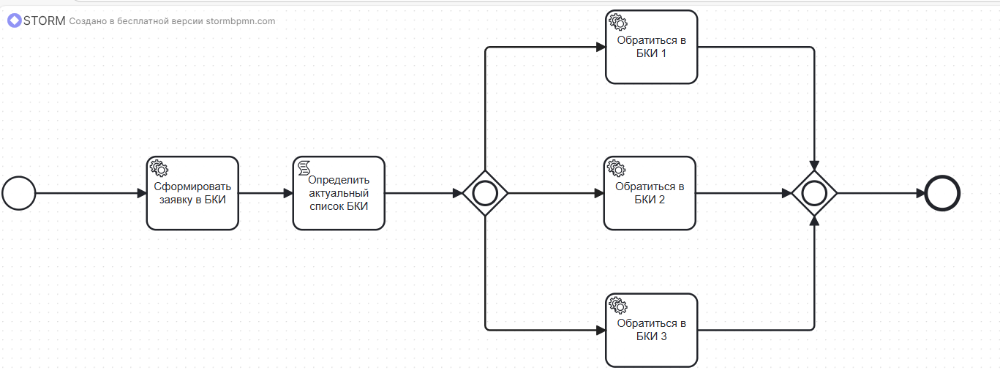 STORM Создано в бесплатной версии stormbpmn.com
Обратиться в
БКИ 1
Сформировать
заявку в БКИ
Определить
актуальный
список БКИ
Обратиться в
БКИ 2
Обратиться в
БКИ 3